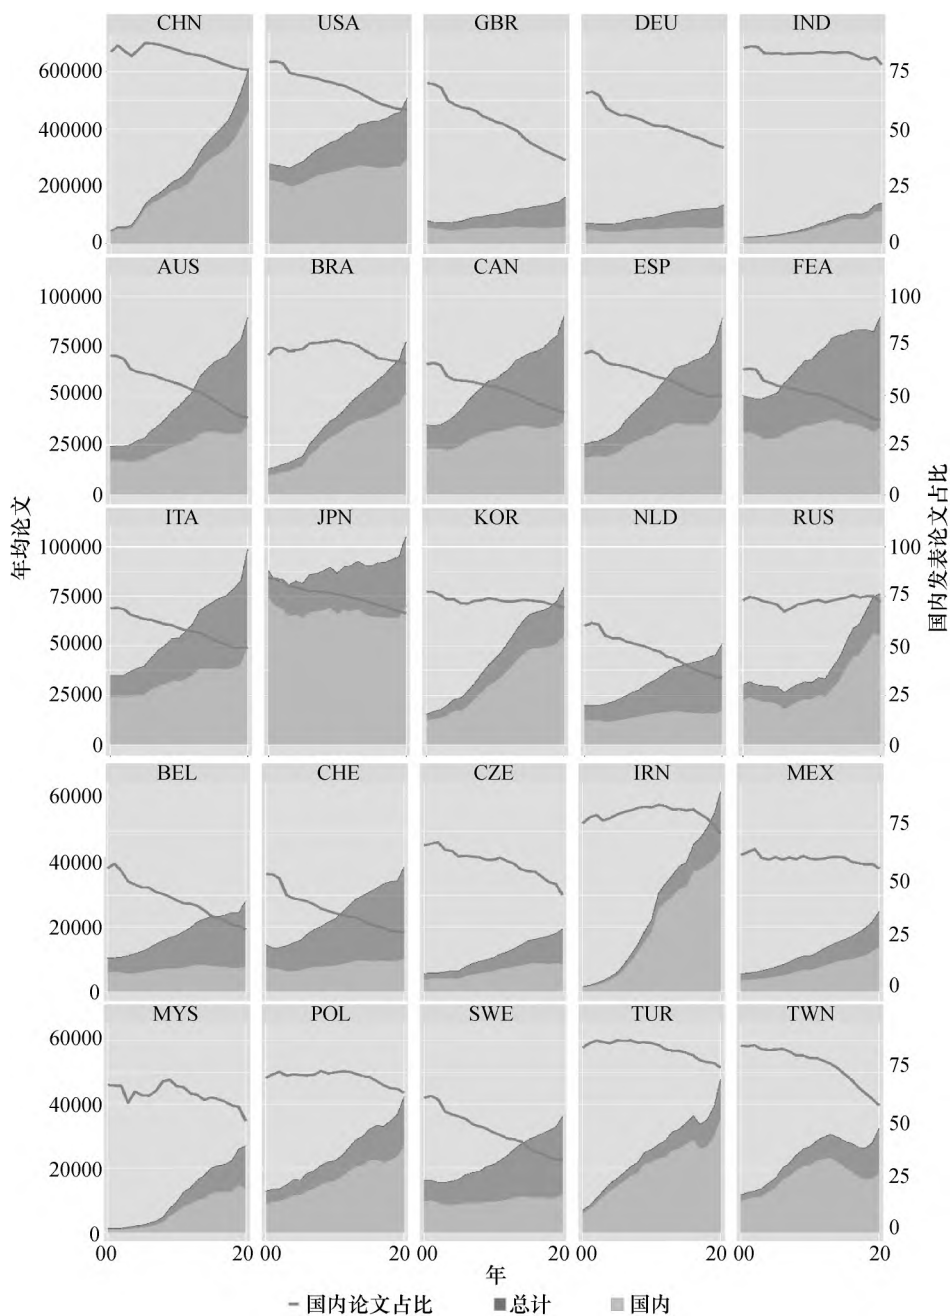 CHN USA GBR DEU IND
600000 75
400000 50
200000 25
0 0
AUS BRA CAN ESP FEA
100000 100
75000 75
50000 50
25000 25
0 0
年均论文
国内发表论文占比
ITA JPN KOR NLD RUS
100000 100
75000 75
50000 50
25000 25
0 0
BEL CHE CZE IRN MEX
60000 75
40000 50
20000 25
0 0
MYS POL SWE TUR TWN
60000 75
40000 50
20000 25
0 0
00 20 00 20 00 20 00 20 00 20
年
国内论文占比 总计 国内